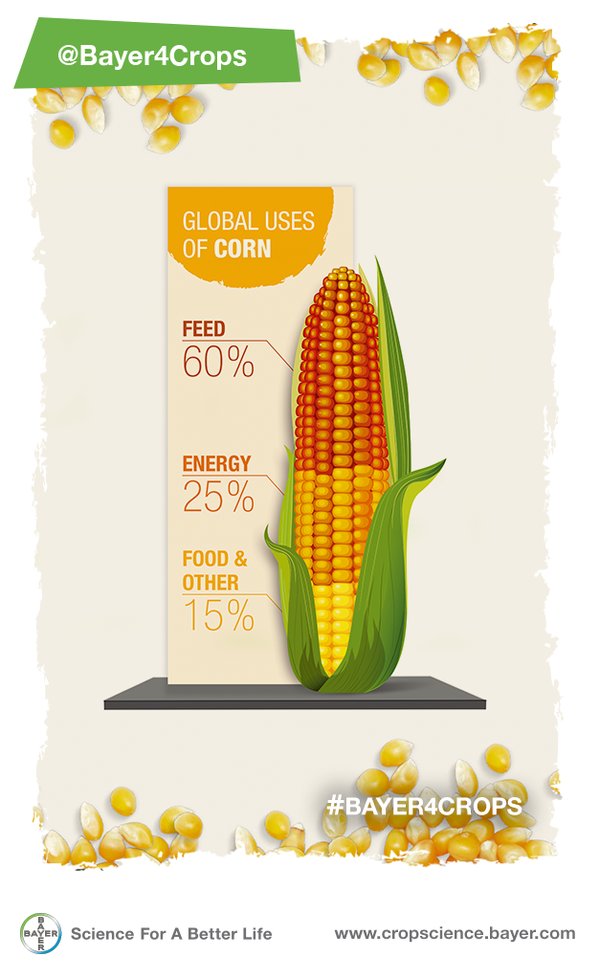 @Bayer4Crops
GLOBAL USES
OF CORN
FEED
60%
ENERGY
25%
FOOD &
OTHER
15%
#BAYER4CROPS
BAYER
BAYER
Science For A Better Life
www.cropscience.bayer.com